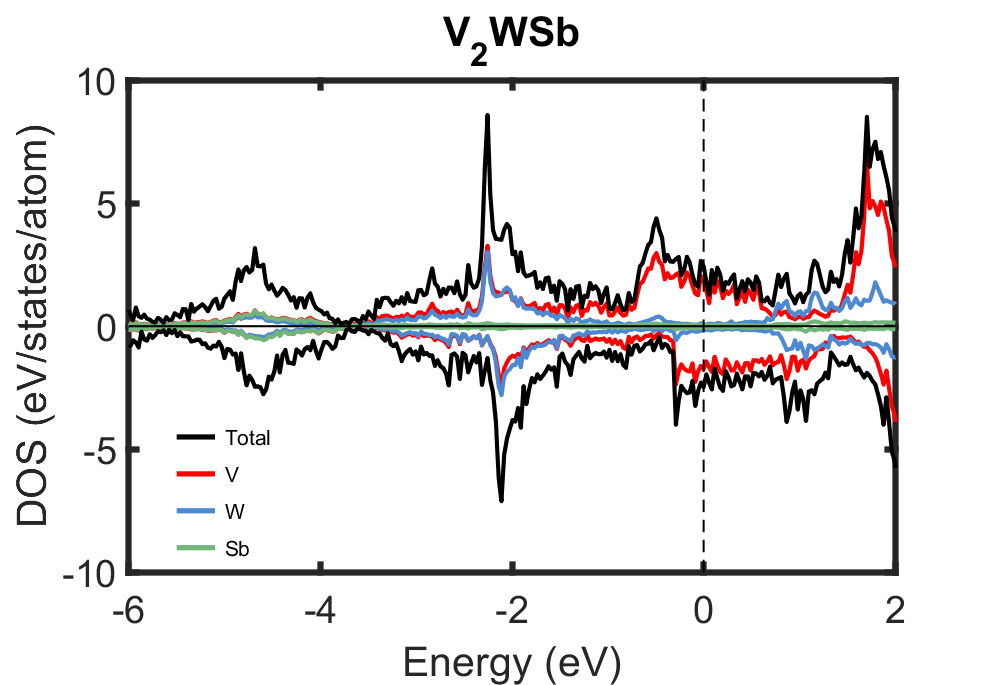 V2WSb
10
5
0
-5
-10
DOS (eV/states/atom)
Total
V
W
Sb
-6 -4 -2 0 2
Energy (eV)